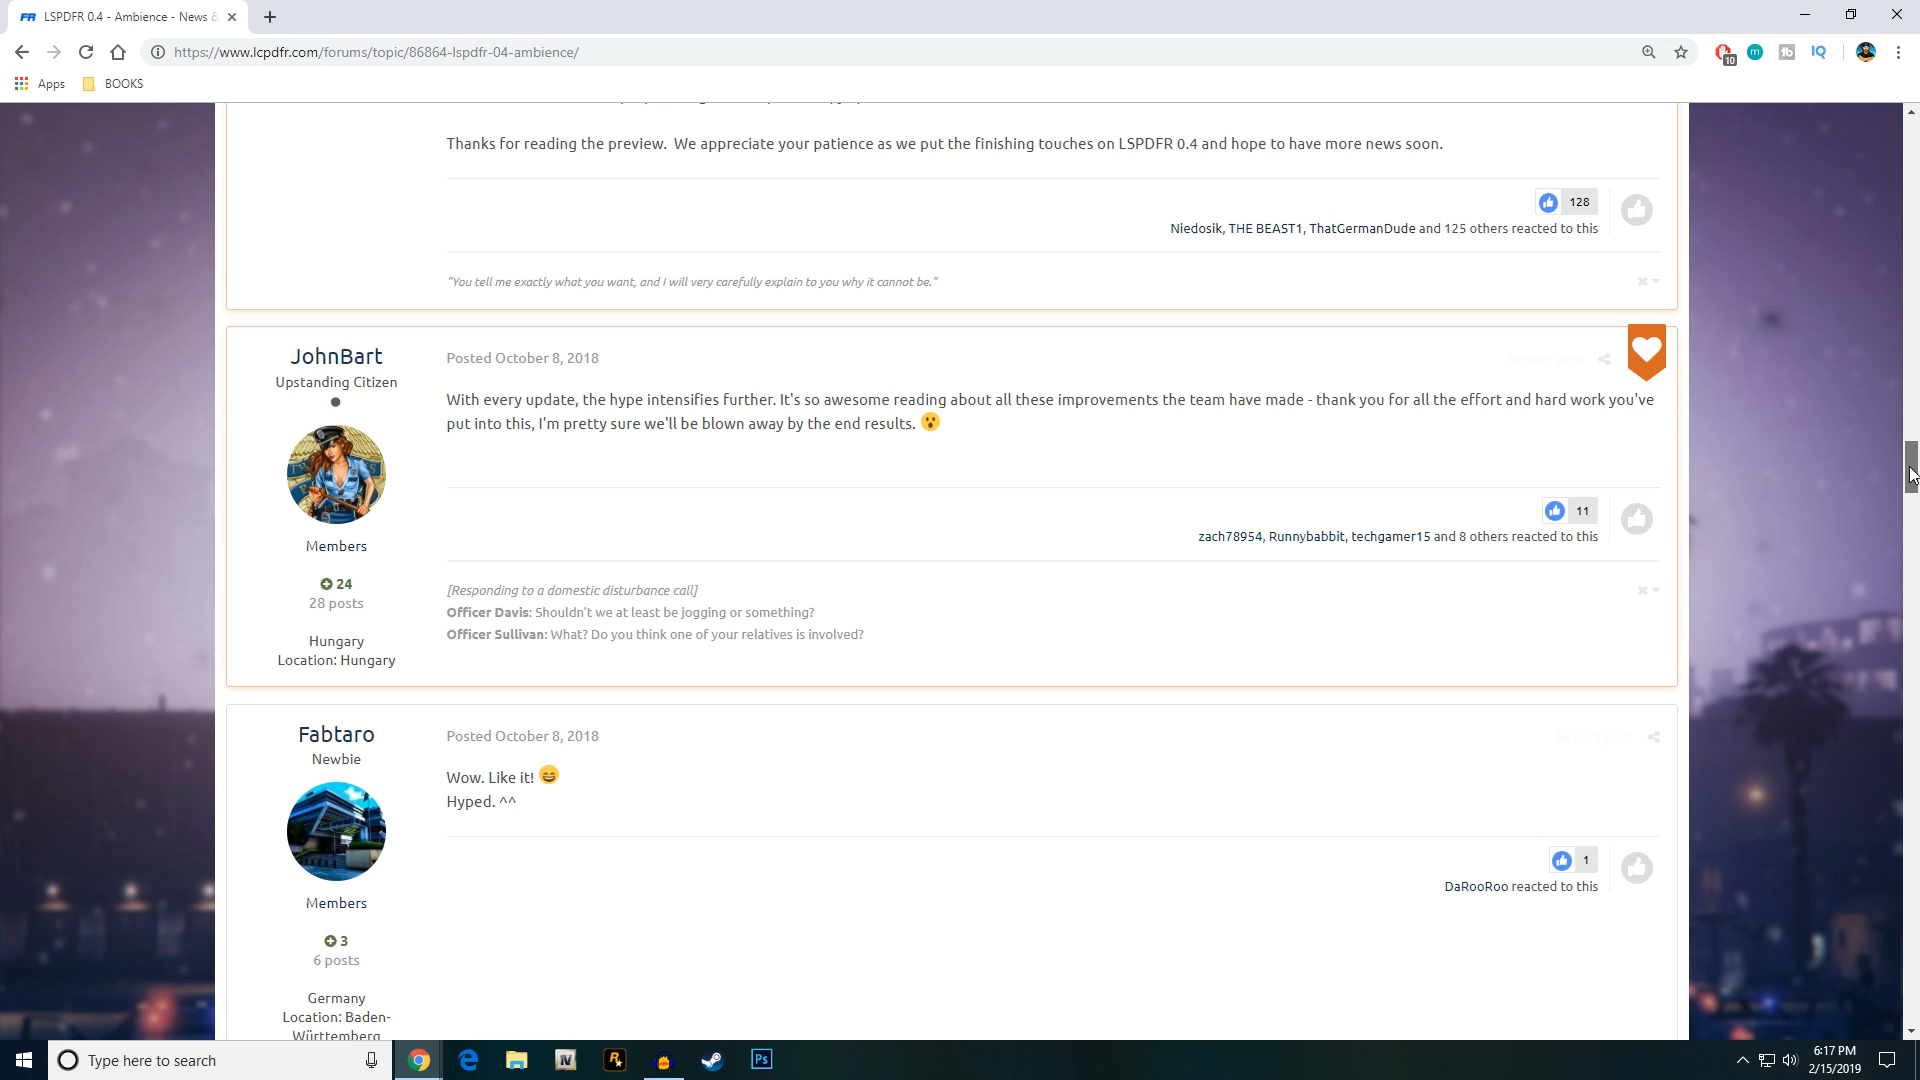 LSPDFR 0.4 - Ambience - News &
https://www.lcpdfr.com/forums/topic/86864-lspdfr-04-ambience/
10
Apps
BOOKS
Thanks for reading the preview.  We appreciate your patience as we put the finishing touches on LSPDFR 0.4 and hope to have more news soon.
128
Niedosik, THE BEAST1, ThatGermanDude and 125 others reacted to this
"You tell me exactly what you want, and I will very carefully explain to you why it cannot be."
JohnBart
Upstanding Citizen
Members
24
28 posts
Hungary
Location: Hungary
Posted October 8, 2018
Report post
With every update, the hype intensifies further. It's so awesome reading about all these improvements the team have made - thank you for all the effort and hard work you've
put into this, I'm pretty sure we'll be blown away by the end results. 😮
11
zach78954, Runnybabbit, techgamer15 and 8 others reacted to this
[Responding to a domestic disturbance call]
Officer Davis: Shouldn't we at least be jogging or something?
Officer Sullivan: What? Do you think one of your relatives is involved?
Fabtaro
Newbie
Members
3
6 posts
Germany
Location: Baden-
Württemberg
Posted October 8, 2018
Report post
Wow. Like it! 😄
Hyped. ^^
1
DaRooRoo reacted to this
Type here to search
6:17 PM
2/15/2019